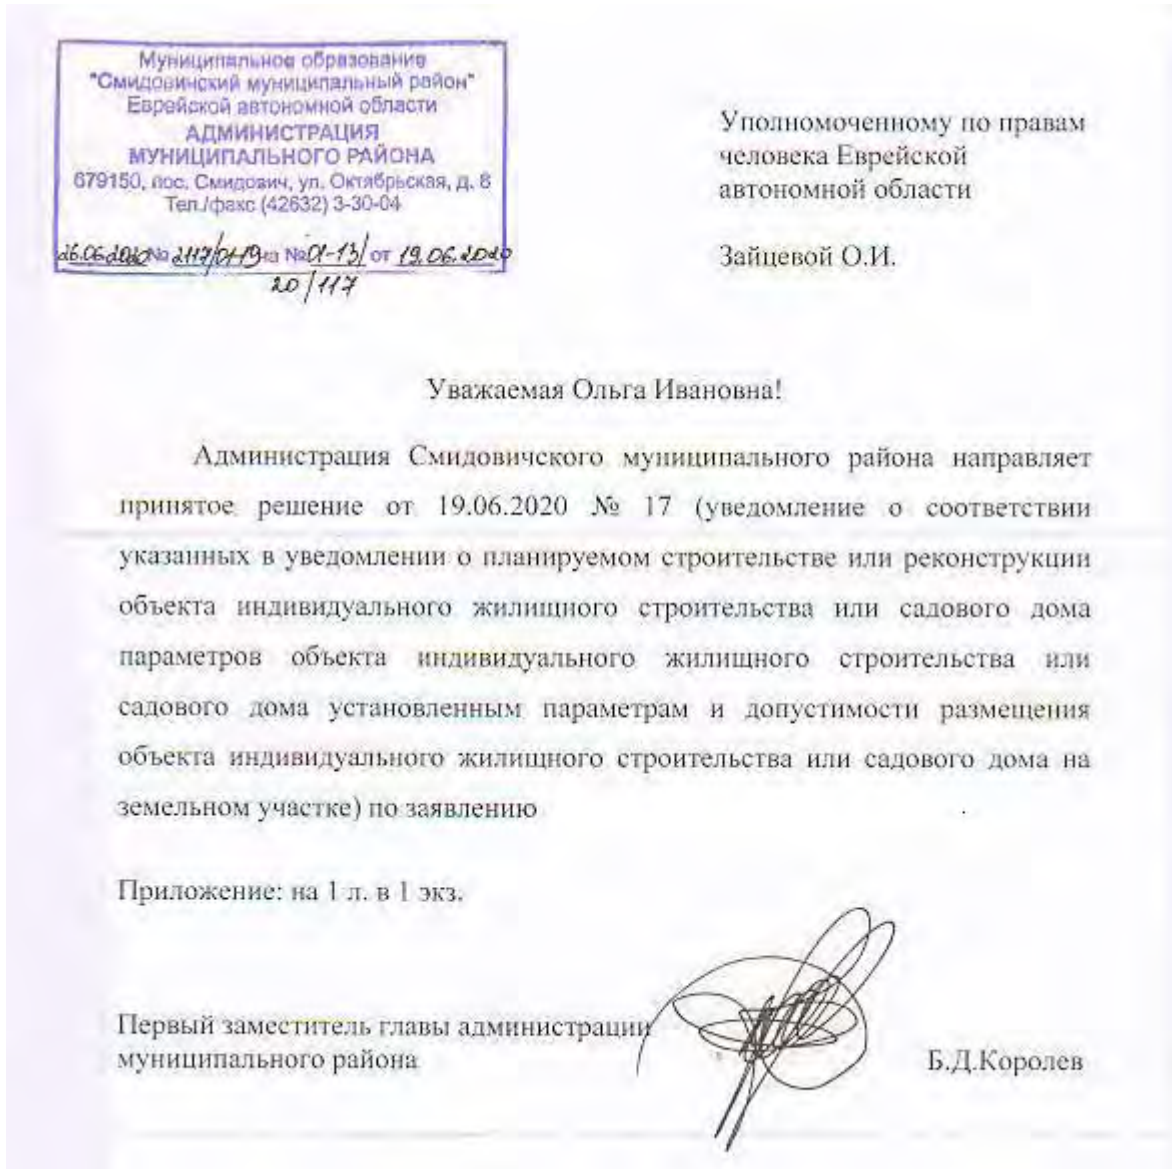 Муниципальное образование
"Смидовичский муниципальный район"
Еврейской автономной области
АДМИНИСТРАЦИЯ
МУНИЦИПАЛЬНОГО РАЙОНА
679150, пос. Смидович, ул. Октябрьская, д. 8
Тел./факс (42632) 3-30-04
26.06.2020 № 2117/01-19 на № 01-13/ от 19.06.2020
20/117
Уполномоченному по правам
человека Еврейской
автономной области
Зайцевой О.И.
Уважаемая Ольга Ивановна!
Администрация Смидовичского муниципального района направляет
принятое решение от 19.06.2020 № 17 (уведомление о соответствии
указанных в уведомлении о планируемом строительстве или реконструкции
объекта индивидуального жилищного строительства или садового дома
параметров объекта индивидуального жилищного строительства или
садового дома установленным параметрам и допустимости размещения
объекта индивидуального жилищного строительства или садового дома на
земельном участке) по заявлению
Приложение: на 1 л. в 1 экз.
Первый заместитель главы администрации
муниципального района
Б.Д.Королев